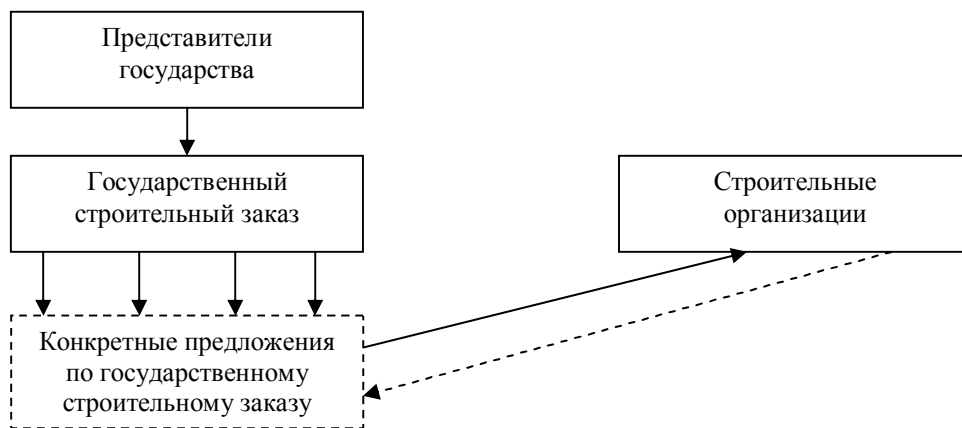 Представители
государства
Государственный
строительный заказ
Строительные
организации
Конкретные предложения
по государственному
строительному заказу